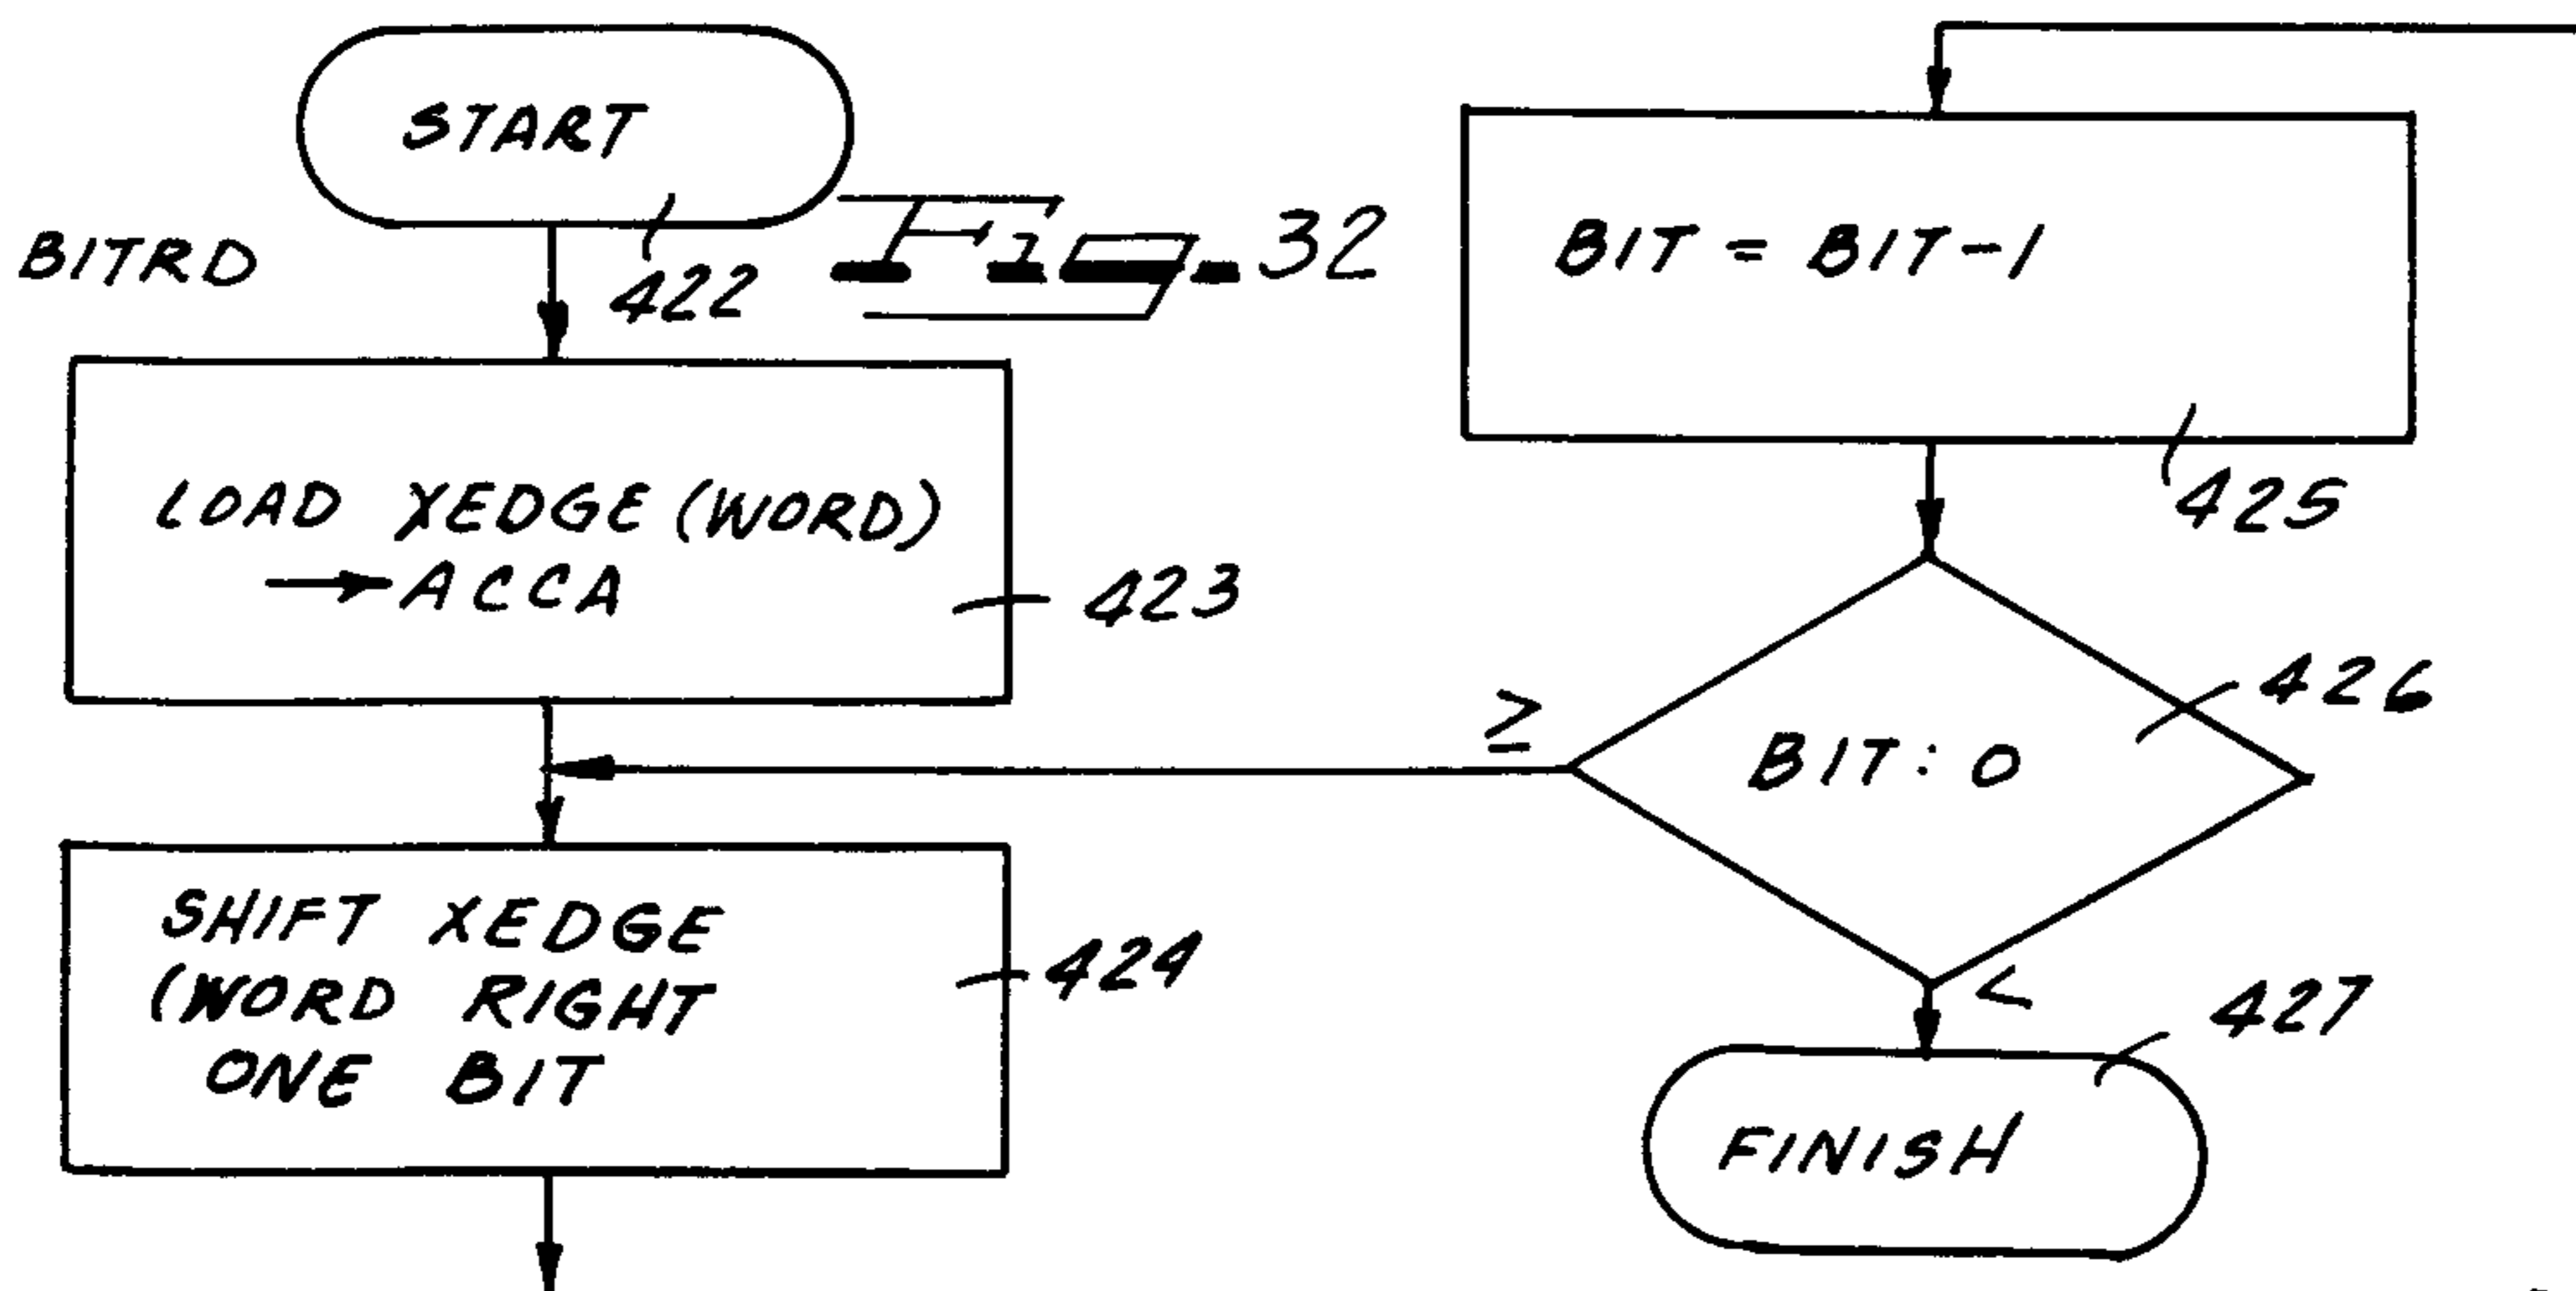 START
422
BITRD
Fig. 32
LOAD XEDGE (WORD)
→ ACCA
423
SHIFT XEDGE
(WORD RIGHT
ONE BIT
424
BIT = BIT-1
425
BIT : 0
426
≥
<
FINISH
427